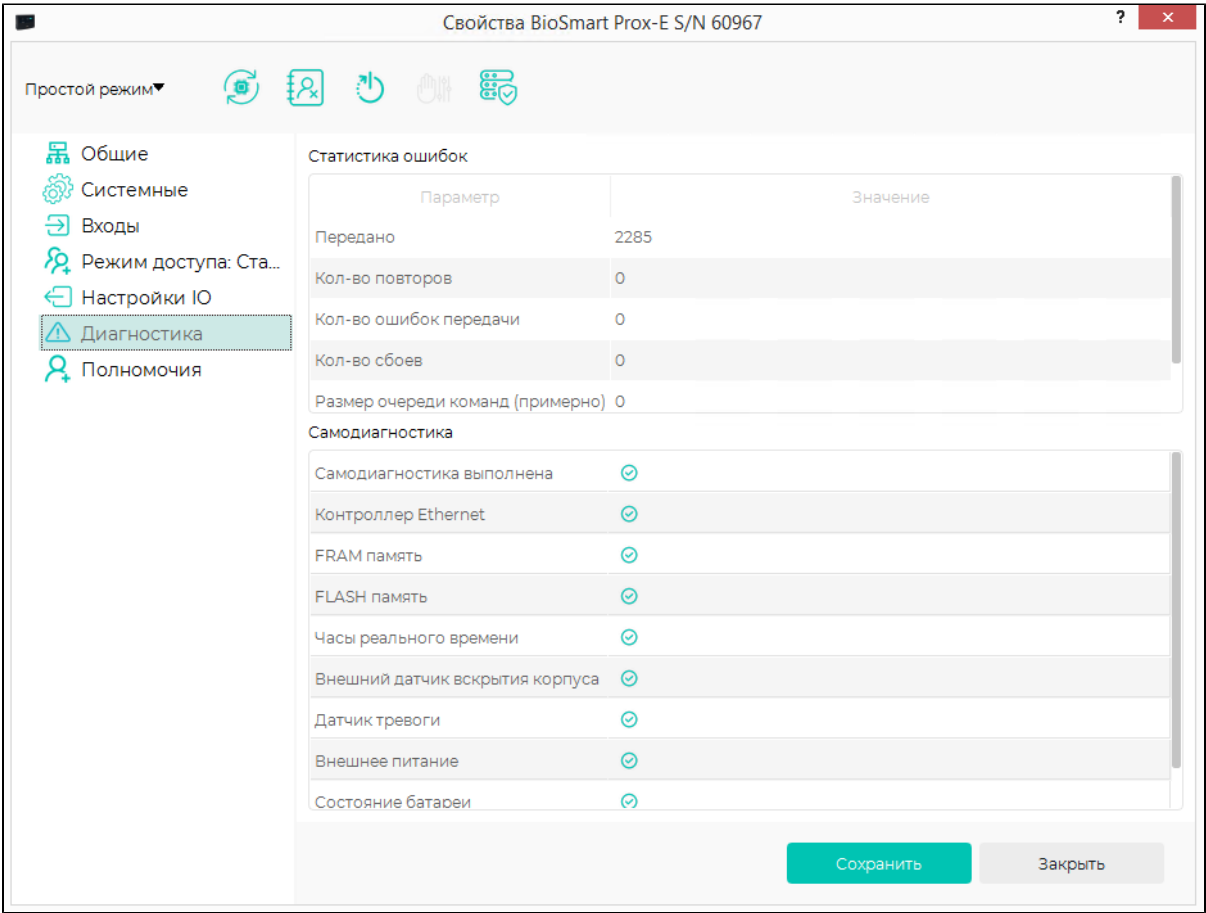 Свойства BioSmart Prox-E S/N 60967
?
×
Простой режим▼
Общие
Системные
Входы
Режим доступа: Ста...
Настройки IO
Диагностика
Полномочия
Статистика ошибок
Параметр Значение
Передано 2285
Кол-во повторов 0
Кол-во ошибок передачи 0
Кол-во сбоев 0
Размер очереди команд (примерно) 0
Самодиагностика
Самодиагностика выполнена
Контроллер Ethernet
FRAM память
FLASH память
Часы реального времени
Внешний датчик вскрытия корпуса
Датчик тревоги
Внешнее питание
Состояние батареи
Сохранить Закрыть